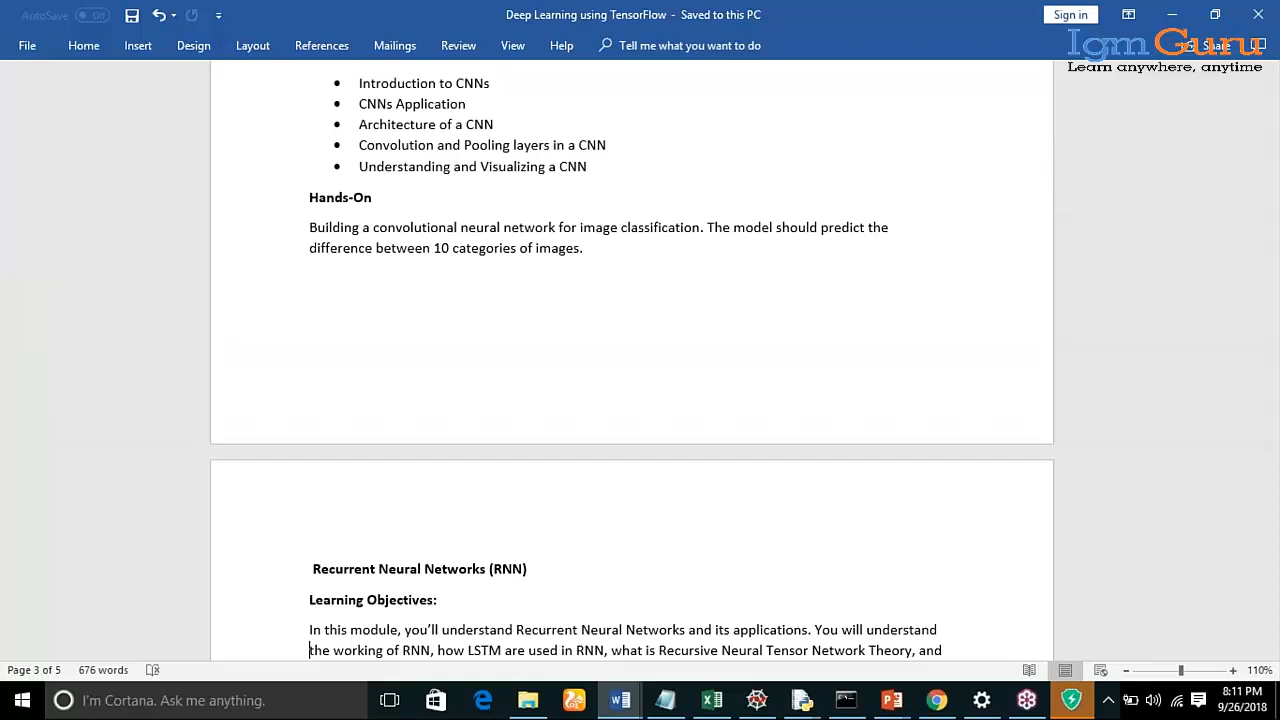 AutoSave Off
Deep Learning using TensorFlow - Saved to this PC
Sign in
File Home Insert Design Layout References Mailings Review View Help Tell me what you want to do Share
Igm Guru
Learn anywhere, anytime
• Introduction to CNNs
• CNNs Application
• Architecture of a CNN
• Convolution and Pooling layers in a CNN
• Understanding and Visualizing a CNN
Hands-On
Building a convolutional neural network for image classification. The model should predict the
difference between 10 categories of images.
Recurrent Neural Networks (RNN)
Learning Objectives:
In this module, you’ll understand Recurrent Neural Networks and its applications. You will understand
the working of RNN, how LSTM are used in RNN, what is Recursive Neural Tensor Network Theory, and
Page 3 of 5 676 words
110%
I'm Cortana. Ask me anything.
8:11 PM
9/26/2018